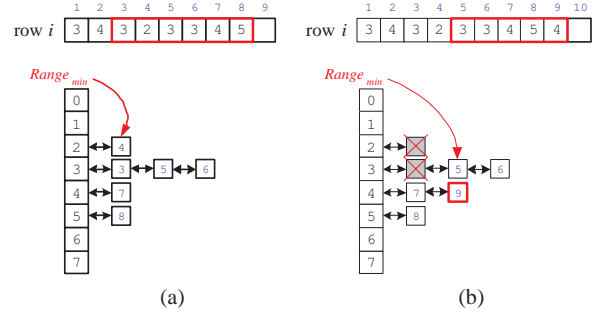 1 2 3 4 5 6 7 8 9
row i 3 4 3 2 3 3 4 5
Range min
0
1
2 4
3 3 5 6
4 7
5 8
6
7
(a)
1 2 3 4 5 6 7 8 9 10
row i 3 4 3 2 3 3 4 5 4
Range min
0
1
2
3 5 6
4 7 9
5 8
6
7
(b)